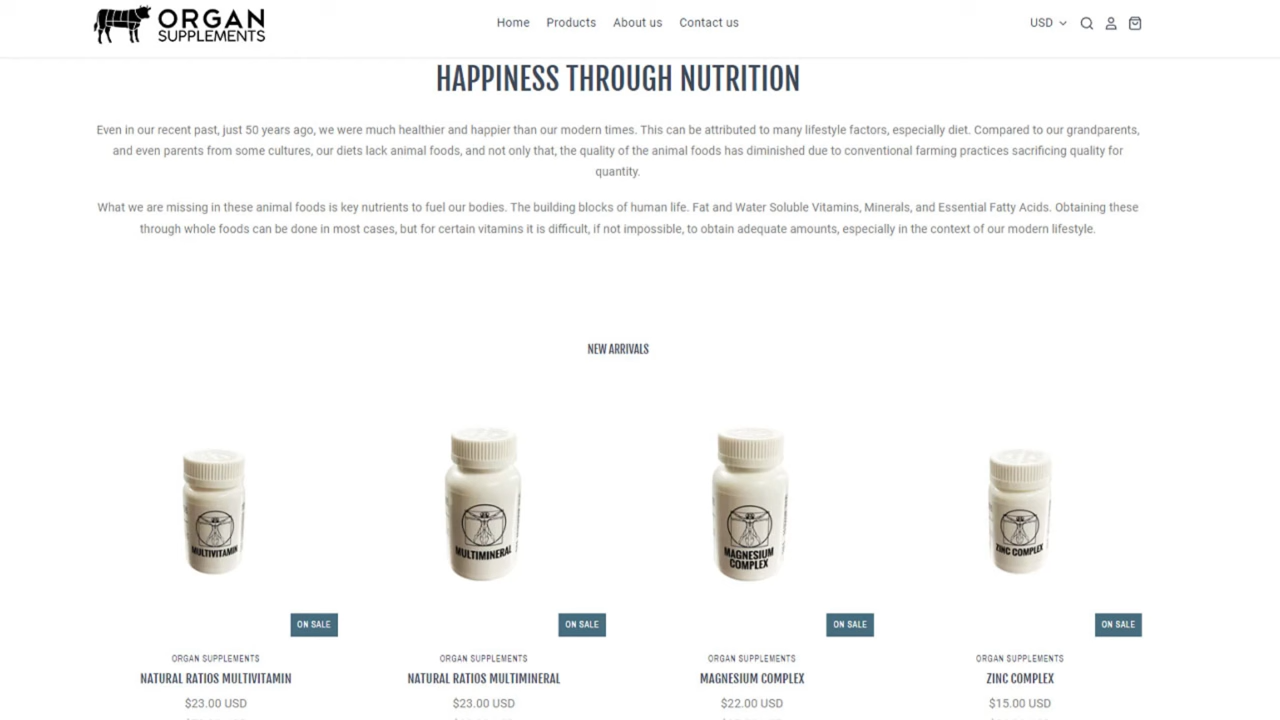 ORGAN
SUPPLEMENTS
Home Products About us Contact us
USD
HAPPINESS THROUGH NUTRITION
Even in our recent past, just 50 years ago, we were much healthier and happier than our modern times. This can be attributed to many lifestyle factors, especially diet. Compared to our grandparents,
and even parents from some cultures, our diets lack animal foods, and not only that, the quality of the animal foods has diminished due to conventional farming practices sacrificing quality for
quantity.
What we are missing in these animal foods is key nutrients to fuel our bodies. The building blocks of human life. Fat and Water Soluble Vitamins, Minerals, and Essential Fatty Acids. Obtaining these
through whole foods can be done in most cases, but for certain vitamins it is difficult, if not impossible, to obtain adequate amounts, especially in the context of our modern lifestyle.
NEW ARRIVALS
MULTIVITAMIN
MULTIMINERAL
MAGNESIUM
COMPLEX
ZINC COMPLEX
ON SALE ON SALE ON SALE ON SALE
ORGAN SUPPLEMENTS ORGAN SUPPLEMENTS ORGAN SUPPLEMENTS ORGAN SUPPLEMENTS
NATURAL RATIOS MULTIVITAMIN NATURAL RATIOS MULTIMINERAL MAGNESIUM COMPLEX ZINC COMPLEX
$23.00 USD $23.00 USD $22.00 USD $15.00 USD